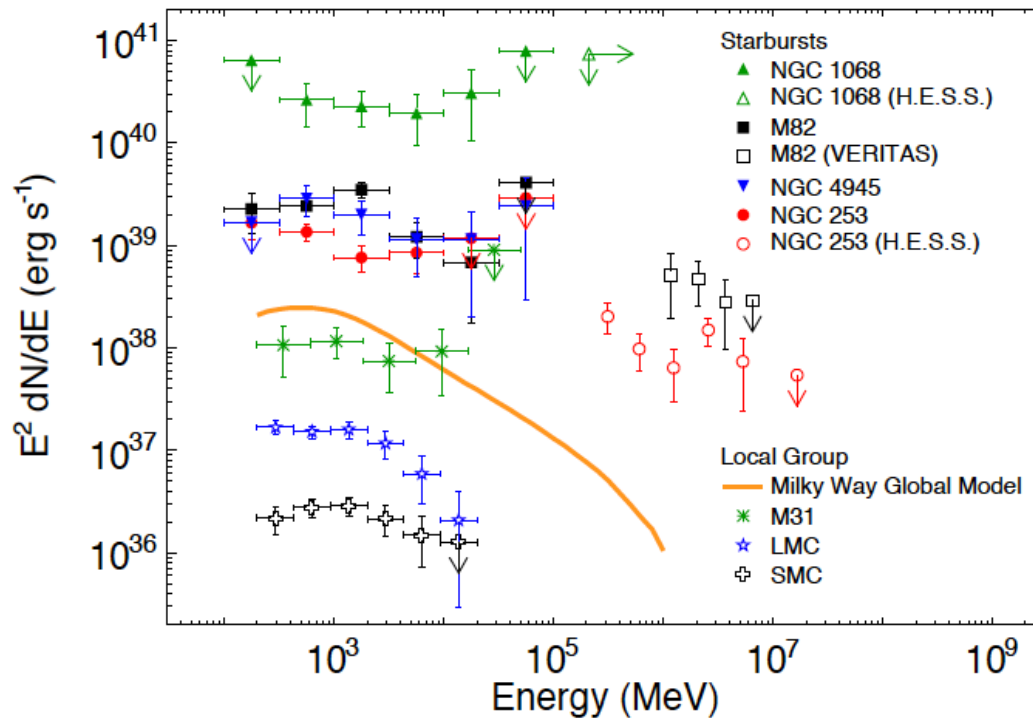 10^41
10^40
10^39
10^38
10^37
10^36
E^2 dN/dE (erg s^-1)
Starbursts
NGC 1068
NGC 1068 (H.E.S.S.)
M82
M82 (VERITAS)
NGC 4945
NGC 253
NGC 253 (H.E.S.S.)
Local Group
Milky Way Global Model
M31
LMC
SMC
10^3
10^5
10^7
10^9
Energy (MeV)